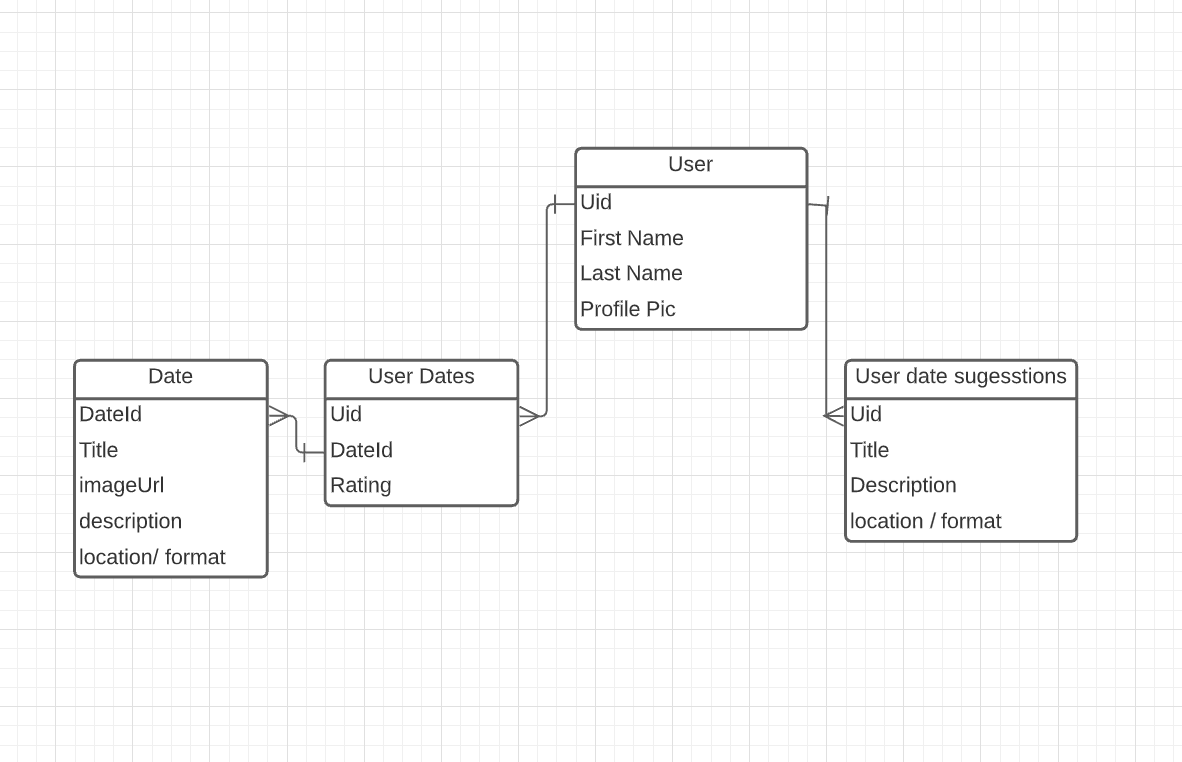 User
Uid
First Name
Last Name
Profile Pic
Date
DateId
Title
imageUrl
description
location/ format
User Dates
Uid
DateId
Rating
User date sugesstions
Uid
Title
Description
location / format